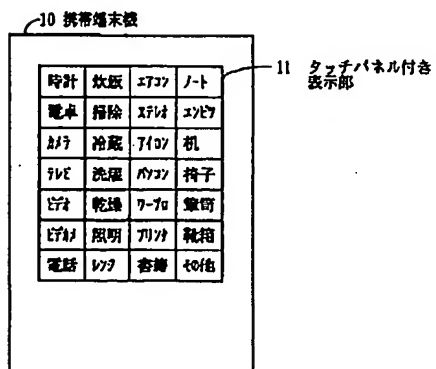 10 携帯端末機
11 タッチパネル付き
表示部
時計 炊飯 エアコン ノート
電卓 掃除 ステレオ エンピツ
カメラ 冷蔵 アイロン 机
テレビ 洗濯 パソコン 椅子
ビデオ 乾燥 ワープロ 筆筒
ビデカメ 照明 プリンタ 靴箱
電話 レンジ 書籍 その他